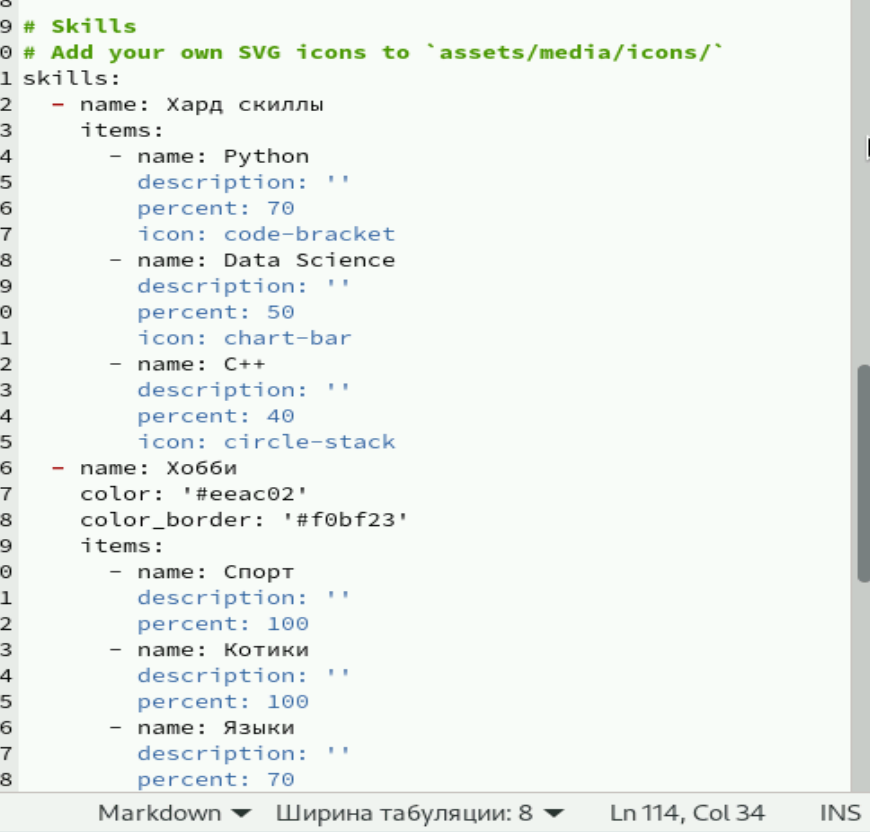 8
9 # Skills
0 # Add your own SVG icons to `assets/media/icons/`
1 skills:
2   - name: Хард скиллы
3     items:
4       - name: Python
5         description: ''
6         percent: 70
7         icon: code-bracket
8       - name: Data Science
9         description: ''
0         percent: 50
1         icon: chart-bar
2       - name: C++
3         description: ''
4         percent: 40
5         icon: circle-stack
6   - name: Хобби
7     color: '#eeac02'
8     color_border: '#f0bf23'
9     items:
0       - name: Спорт
1         description: ''
2         percent: 100
3       - name: Котики
4         description: ''
5         percent: 100
6       - name: Языки
7         description: ''
8         percent: 70
Markdown Ширина табуляции: 8 Ln 114, Col 34 INS